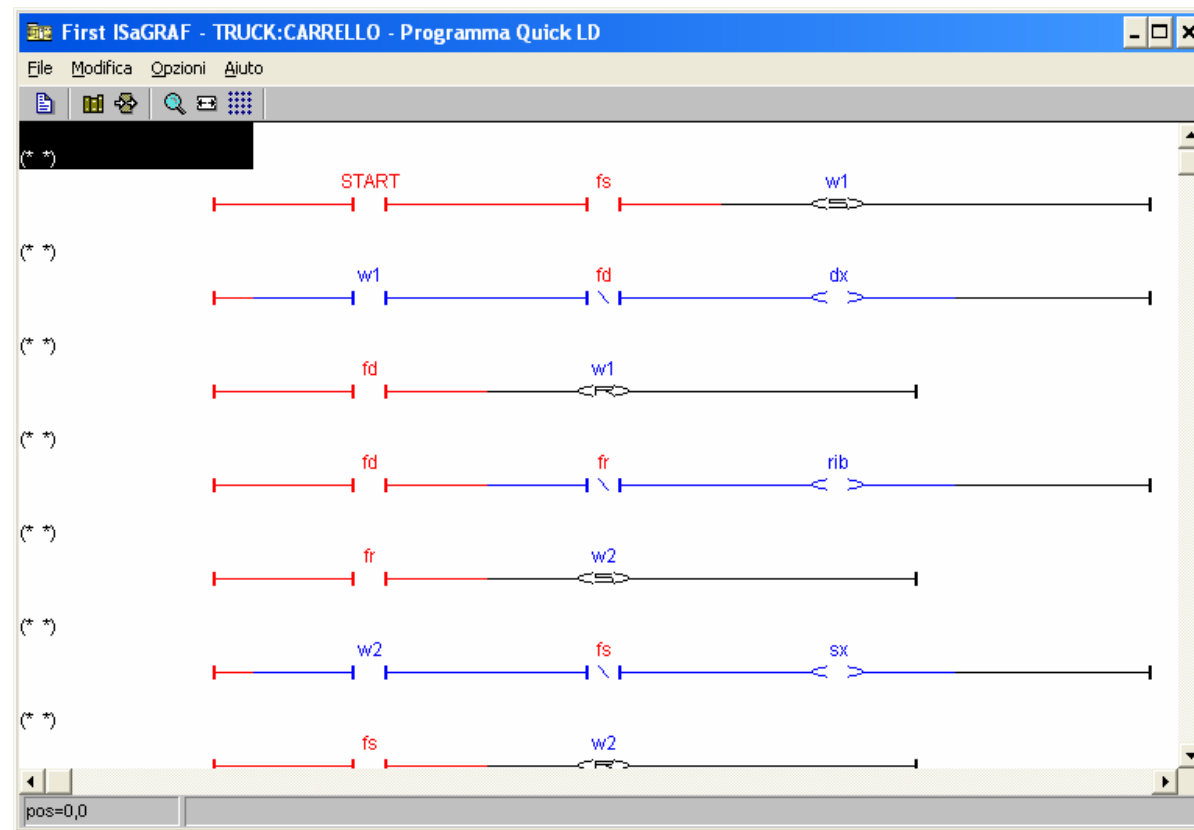 First ISaGRAF - TRUCK:CARRELLO - Programma Quick LD
File Modifica Opzioni Aiuto
(* *)
START fs w1
S
(* *)
w1 fd dx
(* *)
fd w1
R
(* *)
fd fr rib
(* *)
fr w2
S
(* *)
w2 fs sx
(* *)
fs w2
R
pos=0,0